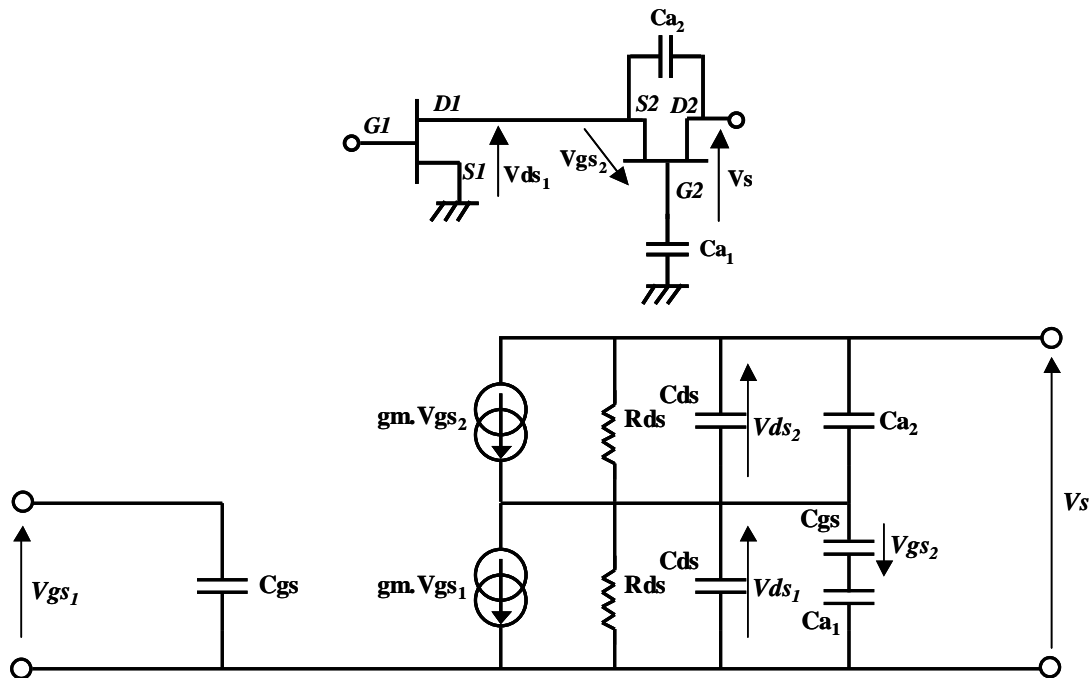 Ca₂
D1
S2
D2
G1
S1
Vds₁
Vgs₂
G2
Vs
Ca₁
gm.Vgs₂
Rds
Cds
Vds₂
Ca₂
Vgs₁
Cgs
gm.Vgs₁
Rds
Cds
Vds₁
Cgs
Vgs₂
Ca₁
Vs